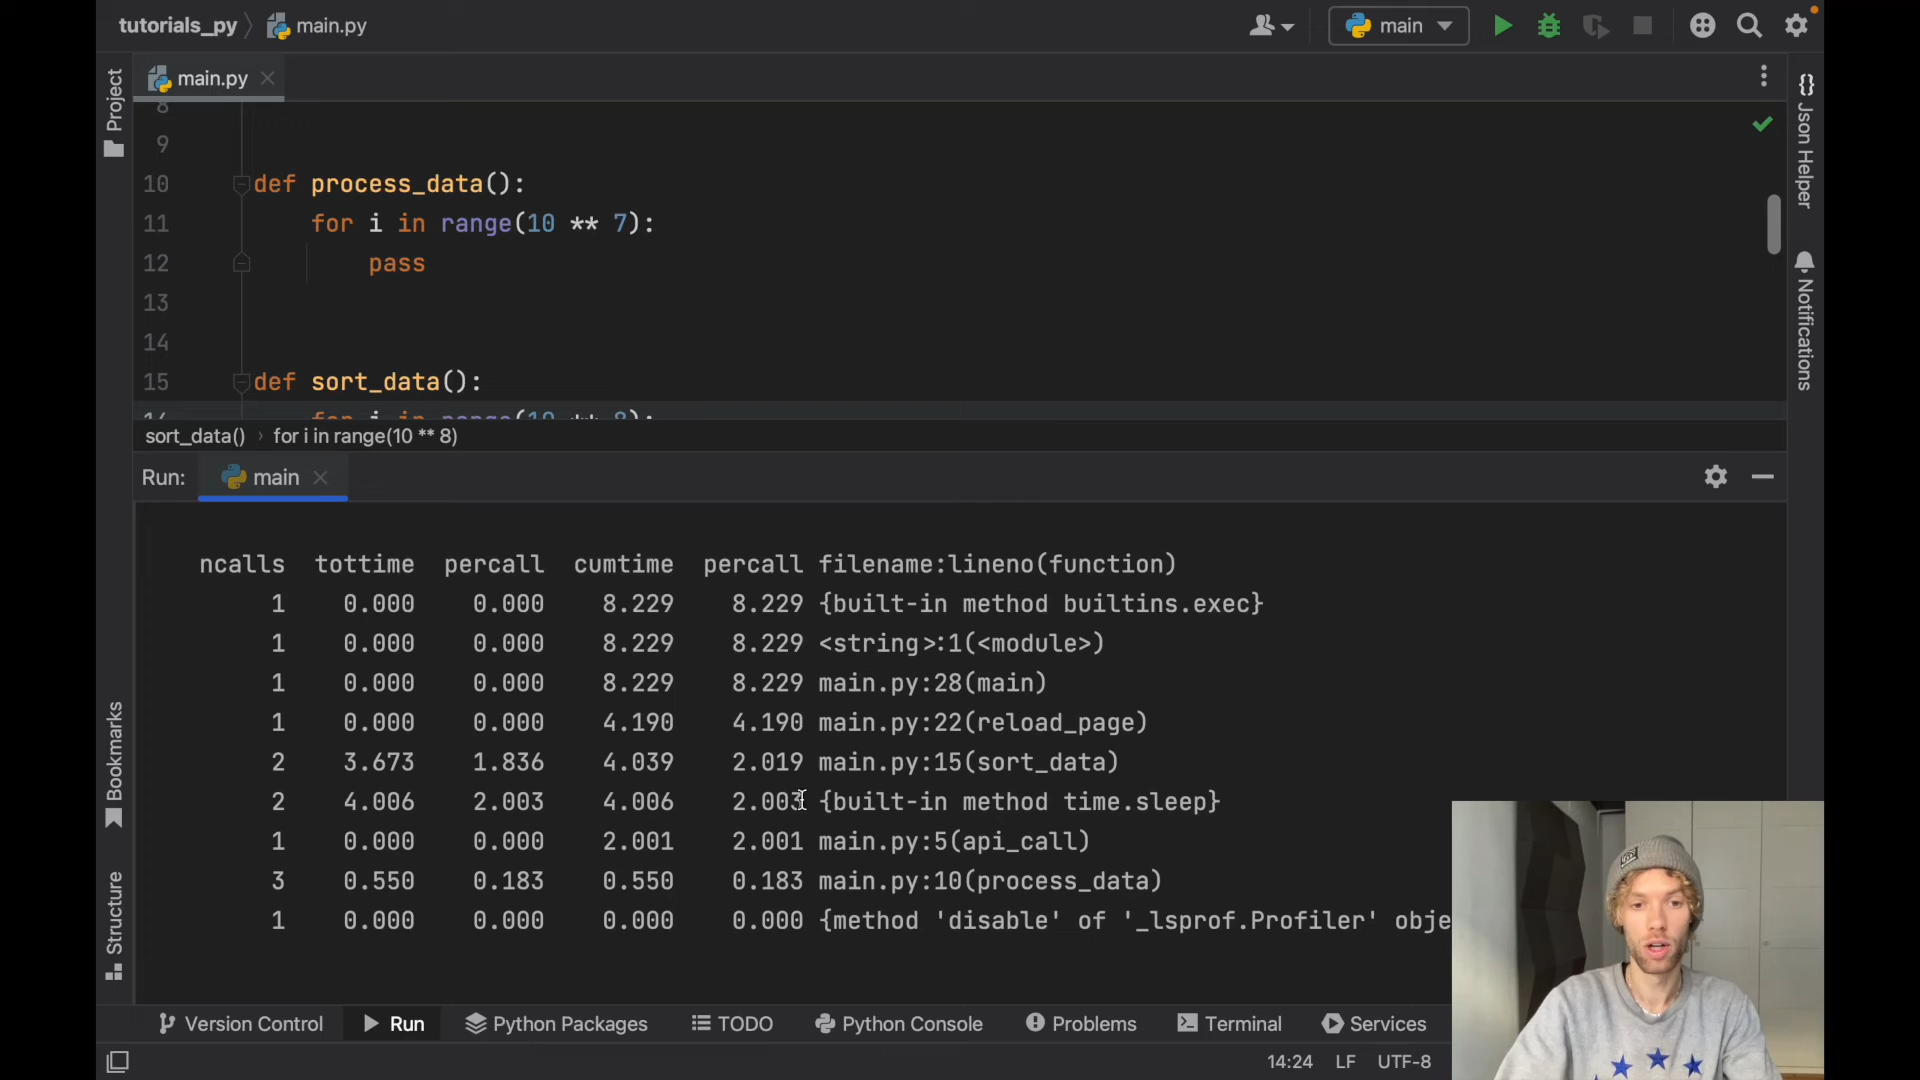 tutorials_py main.py
main
main.py
Project
Json Helper
Notifications
8
9
10 def process_data():
11 for i in range(10 ** 7):
12 pass
13
14
15 def sort_data():
for i in range(10 ** 8):
sort_data() › for i in range(10 ** 8)
Run: main
ncalls tottime percall cumtime percall filename:lineno(function)
1 0.000 0.000 8.229 8.229 {built-in method builtins.exec}
1 0.000 0.000 8.229 8.229 <string>:1(<module>)
1 0.000 0.000 8.229 8.229 main.py:28(main)
1 0.000 0.000 4.190 4.190 main.py:22(reload_page)
2 3.673 1.836 4.039 2.019 main.py:15(sort_data)
2 4.006 2.003 4.006 2.003 {built-in method time.sleep}
1 0.000 0.000 2.001 2.001 main.py:5(api_call)
3 0.550 0.183 0.550 0.183 main.py:10(process_data)
1 0.000 0.000 0.000 0.000 {method 'disable' of '_lsprof.Profiler' obje
Bookmarks
Structure
Version Control Run Python Packages TODO Python Console Problems Terminal Services
14:24 LF UTF-8